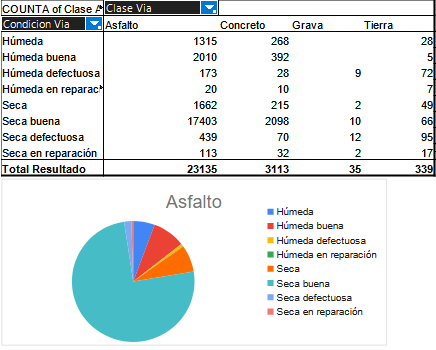 COUNTA of Clase A Clase Via
Condicion Via Asfalto Concreto Grava Tierra
Húmeda 1315 268 28
Húmeda buena 2010 392 5
Húmeda defectuosa 173 28 9 72
Húmeda en reparac 20 10 7
Seca 1662 215 2 49
Seca buena 17403 2098 10 66
Seca defectuosa 439 70 12 95
Seca en reparación 113 32 2 17
Total Resultado 23135 3113 35 339
Asfalto
Húmeda
Húmeda buena
Húmeda defectuosa
Húmeda en reparación
Seca
Seca buena
Seca defectuosa
Seca en reparación